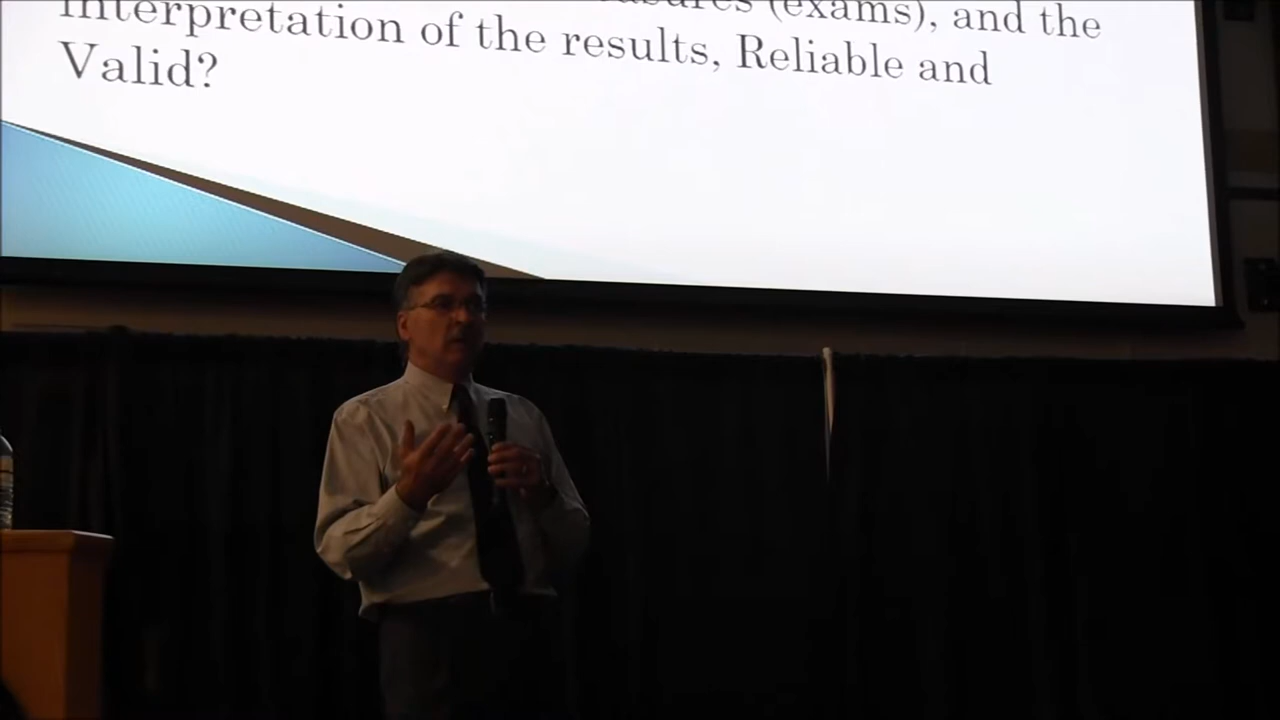 (exams), and the
interpretation of the results, Reliable and
Valid?